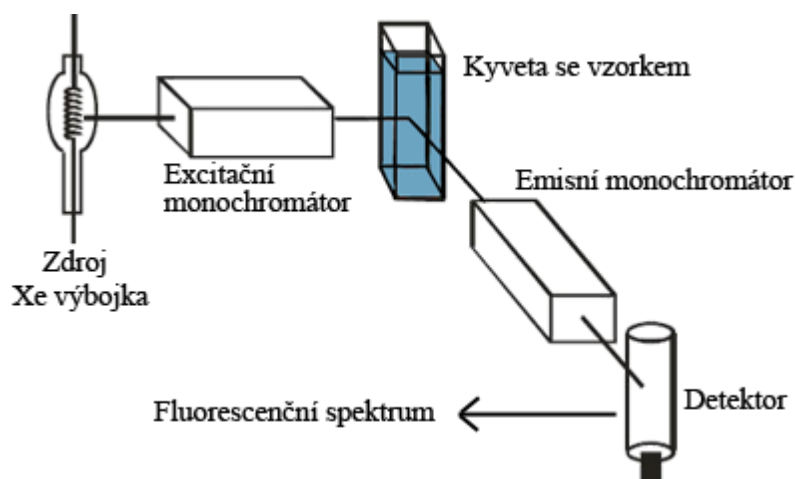 Kyveta se vzorkem
Excitační
monochromátor
Emisní monochromátor
Zdroj
Xe výbojka
Fluorescenční spektrum
Detektor